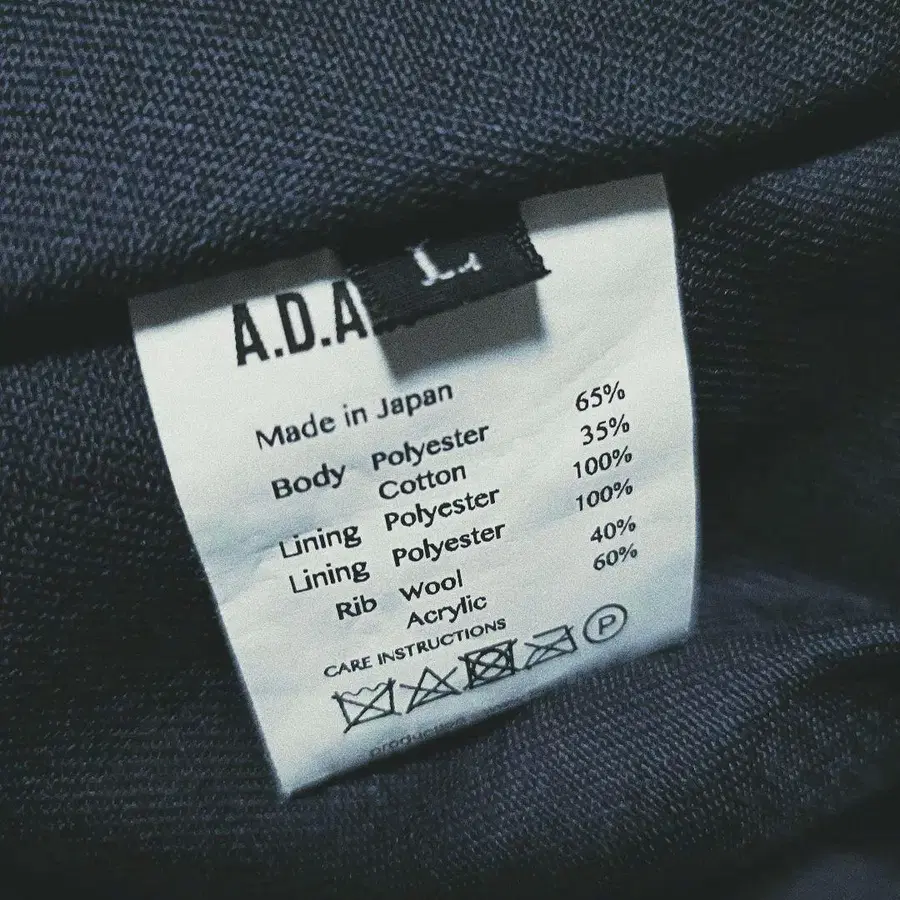 L
A.D.A
Made in Japan
Body Polyester 65%
Cotton 35%
Lining Polyester 100%
Lining Polyester 100%
Rib Wool 40%
Acrylic 60%
CARE INSTRUCTIONS
P